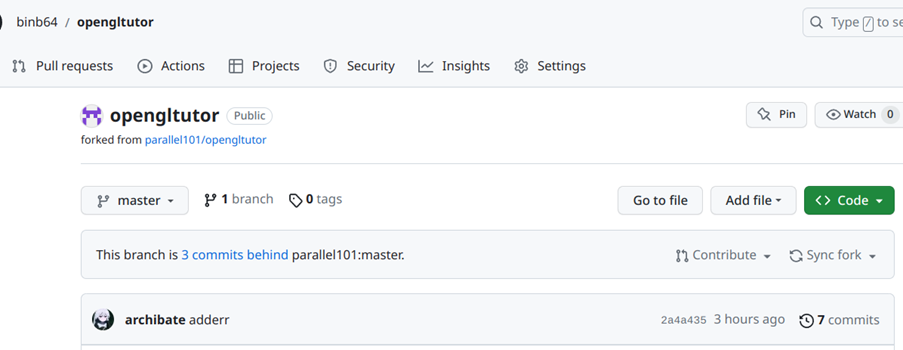 binb64 / opengltutor
Type / to se
Pull requests Actions Projects Security Insights Settings
opengltutor Public
Pin Watch 0
forked from parallel101/opengltutor
master 1 branch 0 tags Go to file Add file Code
This branch is 3 commits behind parallel101:master. Contribute Sync fork
archibate adderr 2a4a435 3 hours ago 7 commits